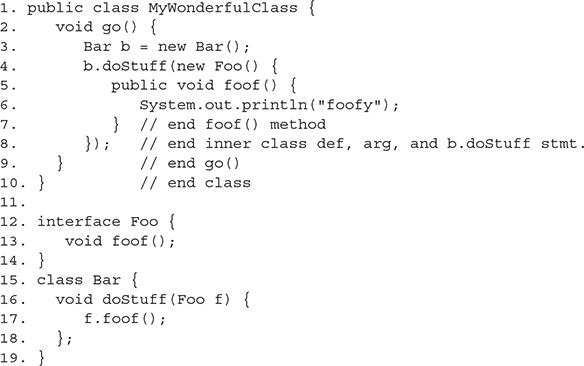 1. public class MyWonderfulClass {
2.   void go() {
3.      Bar b = new Bar();
4.      b.doStuff(new Foo() {
5.         public void foof() {
6.            System.out.println("foofy");
7.         }  // end foof() method
8.      });   // end inner class def, arg, and b.doStuff stmt.
9.   }        // end go()
10. }          // end class
11.
12. interface Foo {
13.    void foof();
14. }
15. class Bar {
16.   void doStuff(Foo f) {
17.      f.foof();
18.   };
19. }